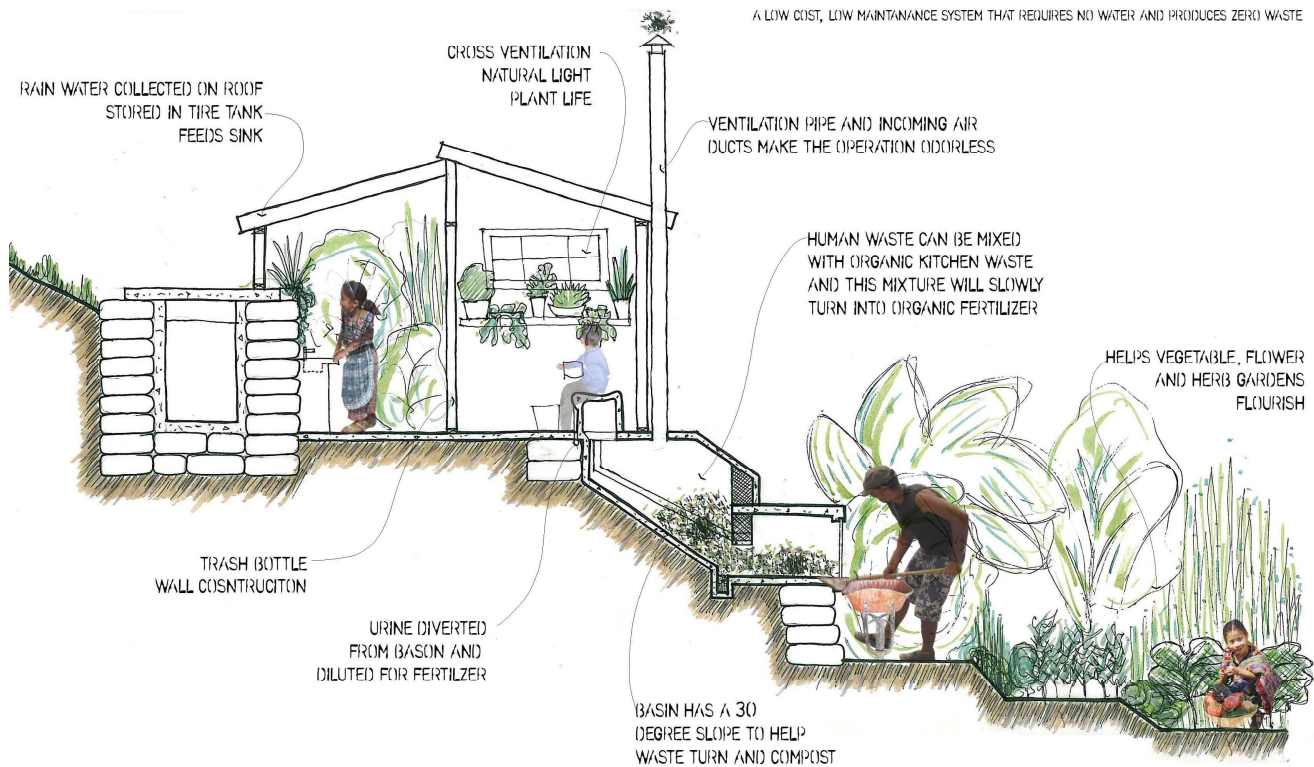 A LOW COST, LOW MAINTANANCE SYSTEM THAT REQUIRES NO WATER AND PRODUCES ZERO WASTE
CROSS VENTILATION
NATURAL LIGHT
PLANT LIFE
RAIN WATER COLLECTED ON ROOF
STORED IN TIRE TANK
FEEDS SINK
VENTILATION PIPE AND INCOMING AIR
DUCTS MAKE THE OPERATION ODORLESS
HUMAN WASTE CAN BE MIXED
WITH ORGANIC KITCHEN WASTE
AND THIS MIXTURE WILL SLOWLY
TURN INTO ORGANIC FERTILIZER
HELPS VEGETABLE, FLOWER
AND HERB GARDENS
FLOURISH
TRASH BOTTLE
WALL COSNTRUCITON
URINE DIVERTED
FROM BASON AND
DILUTED FOR FERTILZER
BASIN HAS A 30
DEGREE SLOPE TO HELP
WASTE TURN AND COMPOST